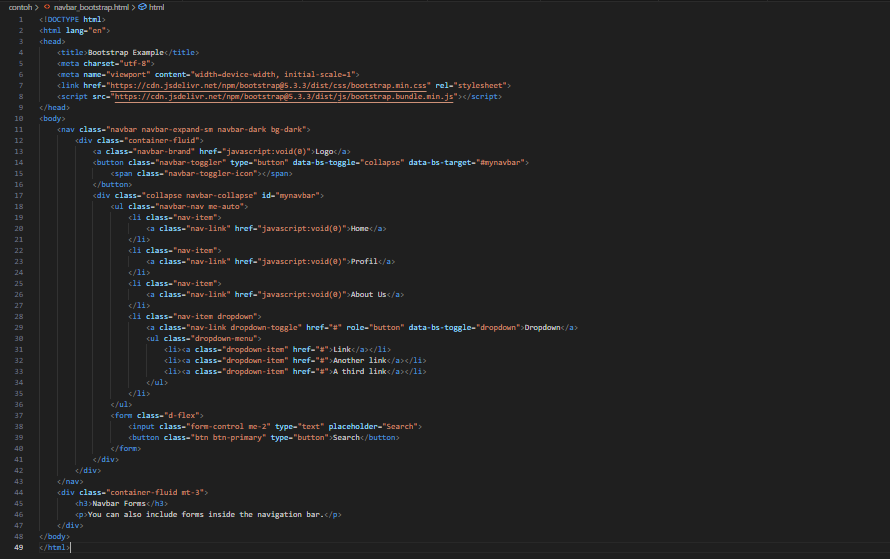 contoh > navbar_bootstrap.html > html
1 <!DOCTYPE html>
2 <html lang="en">
3 <head>
4 <title>Bootstrap Example</title>
5 <meta charset="utf-8">
6 <meta name="viewport" content="width=device-width, initial-scale=1">
7 <link href="https://cdn.jsdelivr.net/npm/bootstrap@5.3.3/dist/css/bootstrap.min.css" rel="stylesheet">
8 <script src="https://cdn.jsdelivr.net/npm/bootstrap@5.3.3/dist/js/bootstrap.bundle.min.js"></script>
9 </head>
10 <body>
11 <nav class="navbar navbar-expand-sm navbar-dark bg-dark">
12 <div class="container-fluid">
13 <a class="navbar-brand" href="javascript:void(0)">Logo</a>
14 <button class="navbar-toggler" type="button" data-bs-toggle="collapse" data-bs-target="#mynavbar">
15 <span class="navbar-toggler-icon"></span>
16 </button>
17 <div class="collapse navbar-collapse" id="mynavbar">
18 <ul class="navbar-nav me-auto">
19 <li class="nav-item">
20 <a class="nav-link" href="javascript:void(0)">Home</a>
21 </li>
22 <li class="nav-item">
23 <a class="nav-link" href="javascript:void(0)">Profil</a>
24 </li>
25 <li class="nav-item">
26 <a class="nav-link" href="javascript:void(0)">About Us</a>
27 </li>
28 <li class="nav-item dropdown">
29 <a class="nav-link dropdown-toggle" href="#" role="button" data-bs-toggle="dropdown">Dropdown</a>
30 <ul class="dropdown-menu">
31 <li><a class="dropdown-item" href="#">Link</a></li>
32 <li><a class="dropdown-item" href="#">Another link</a></li>
33 <li><a class="dropdown-item" href="#">A third link</a></li>
34 </ul>
35 </li>
36 </ul>
37 <form class="d-flex">
38 <input class="form-control me-2" type="text" placeholder="Search">
39 <button class="btn btn-primary" type="button">Search</button>
40 </form>
41 </div>
42 </div>
43 </nav>
44 <div class="container-fluid mt-3">
45 <h3>Navbar Forms</h3>
46 <p>You can also include forms inside the navigation bar.</p>
47 </div>
48 </body>
49 </html>